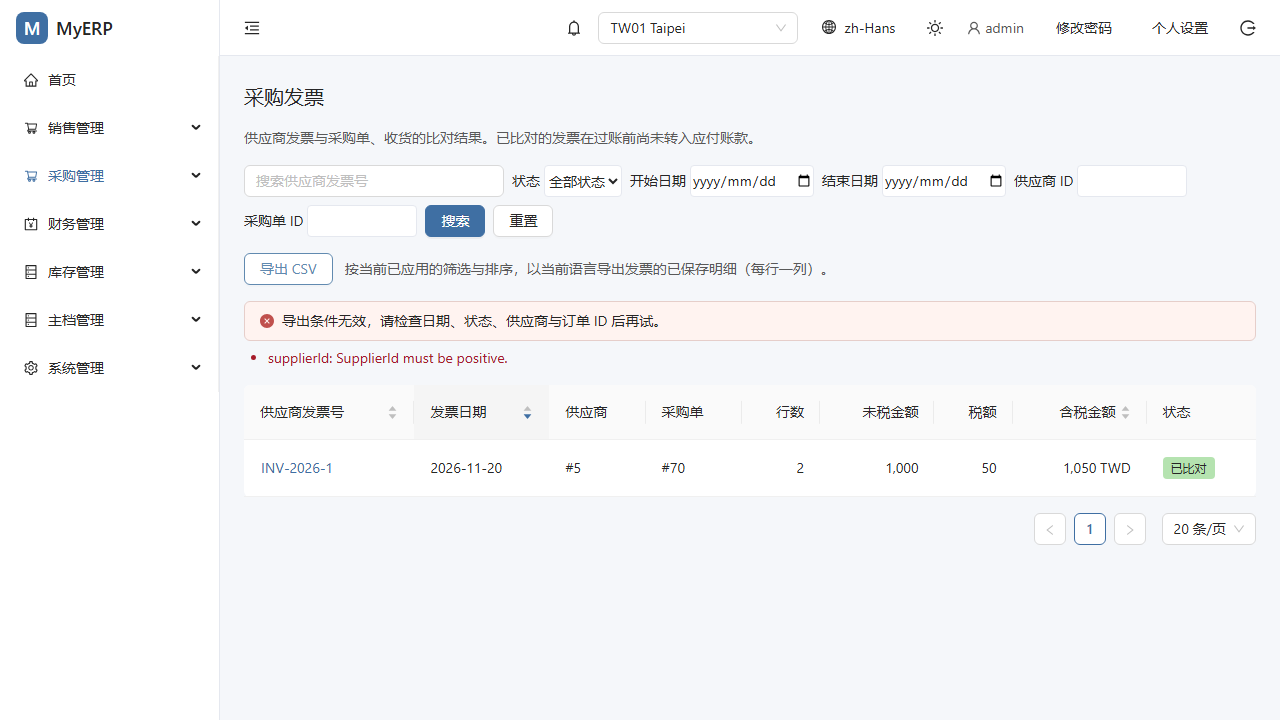 M MyERP
TW01 Taipei
zh-Hans
admin
修改密码
个人设置
首页
销售管理
采购管理
财务管理
库存管理
主档管理
系统管理
采购发票
供应商发票与采购单、收货的比对结果。已比对的发票在过账前尚未转入应付账款。
搜索供应商发票号 状态 全部状态 开始日期 yyyy/mm/dd 结束日期 yyyy/mm/dd 供应商 ID
采购单 ID 搜索 重置
导出 CSV 按当前已应用的筛选与排序，以当前语言导出发票的已保存明细（每行一列）。
导出条件无效，请检查日期、状态、供应商与订单 ID 后再试。
supplierId: SupplierId must be positive.
供应商发票号 发票日期 供应商 采购单 行数 未税金额 税额 含税金额 状态
INV-2026-1 2026-11-20 #5 #70 2 1,000 50 1,050 TWD 已比对
1 20 条/页